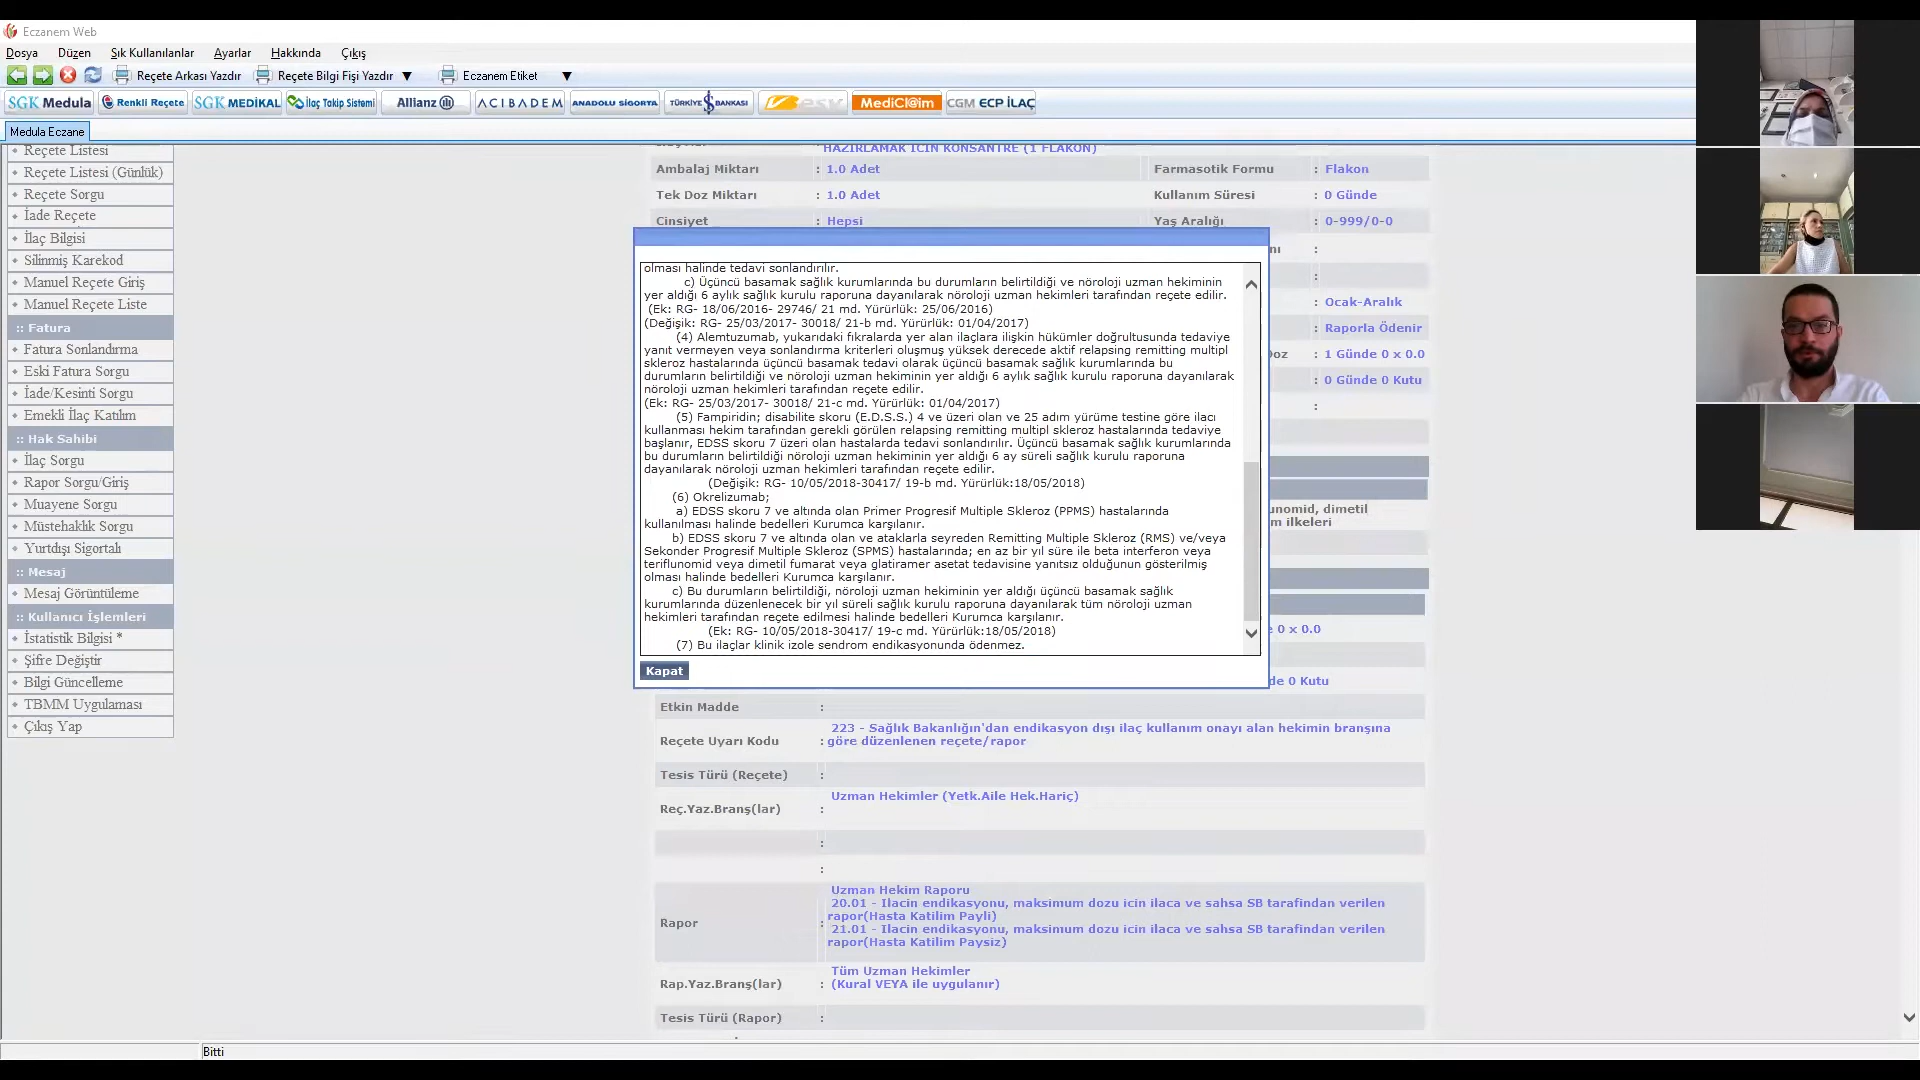 Eczanem Web
Dosya Düzen Sık Kullanılanlar Ayarlar Hakkında Çıkış
Reçete Arkası Yazdır Reçete Bilgi Fişi Yazdır Eczanem Etiket
SGK Medula Renkli Reçete SGK MEDİKAL İlaç Takip Sistemi Allianz ACIBADEM ANADOLU SİGORTA TÜRKİYE İŞ BANKASI MediCl@im CGM ECP İLAÇ
Medula Eczane
Reçete Listesi
Reçete Listesi (Günlük)
Reçete Sorgu
İade Reçete
İlaç Bilgisi
Silinmiş Karekod
Manuel Reçete Giriş
Manuel Reçete Liste
:: Fatura
Fatura Sonlandırma
Eski Fatura Sorgu
İade/Kesinti Sorgu
Emekli İlaç Katılım
:: Hak Sahibi
İlaç Sorgu
Rapor Sorgu/Giriş
Muayene Sorgu
Müstehaklık Sorgu
Yurtdışı Sigortalı
:: Mesaj
Mesaj Görüntüleme
:: Kullanıcı İşlemleri
İstatistik Bilgisi *
Şifre Değiştir
Bilgi Güncelleme
TBMM Uygulaması
Çıkış Yap
HAZIRLAMAK ICIN KONSANTRE (1 FLAKON)
Ambalaj Miktarı : 1.0 Adet Farmasotik Formu : Flakon
Tek Doz Miktarı : 1.0 Adet Kullanım Süresi : 0 Günde
Cinsiyet : Hepsi Yaş Aralığı : 0-999/0-0
nı :
:
: Ocak-Aralık
: Raporla Ödenir
Doz : 1 Günde 0 x 0.0
: 0 Günde 0 Kutu
:
unomid, dimetil
m ilkeleri
e 0 x 0.0
de 0 Kutu
olması halinde tedavi sonlandırılır.
c) Üçüncü basamak sağlık kurumlarında bu durumların belirtildiği ve nöroloji uzman hekiminin
yer aldığı 6 aylık sağlık kurulu raporuna dayanılarak nöroloji uzman hekimleri tarafından reçete edilir.
(Ek: RG- 18/06/2016- 29746/ 21 md. Yürürlük: 25/06/2016)
(Değişik: RG- 25/03/2017- 30018/ 21-b md. Yürürlük: 01/04/2017)
(4) Alemtuzumab, yukarıdaki fıkralarda yer alan ilaçlara ilişkin hükümler doğrultusunda tedaviye
yanıt vermeyen veya sonlandırma kriterleri oluşmuş yüksek derecede aktif relapsing remitting multipl
skleroz hastalarında üçüncü basamak tedavi olarak üçüncü basamak sağlık kurumlarında bu
durumların belirtildiği ve nöroloji uzman hekiminin yer aldığı 6 aylık sağlık kurulu raporuna dayanılarak
nöroloji uzman hekimleri tarafından reçete edilir.
(Ek: RG- 25/03/2017- 30018/ 21-c md. Yürürlük: 01/04/2017)
(5) Fampiridin; disabilite skoru (E.D.S.S.) 4 ve üzeri olan ve 25 adım yürüme testine göre ilacı
kullanması hekim tarafından gerekli görülen relapsing remitting multipl skleroz hastalarında tedaviye
başlanır, EDSS skoru 7 üzeri olan hastalarda tedavi sonlandırılır. Üçüncü basamak sağlık kurumlarında
bu durumların belirtildiği nöroloji uzman hekiminin yer aldığı 6 ay süreli sağlık kurulu raporuna
dayanılarak nöroloji uzman hekimleri tarafından reçete edilir.
(Değişik: RG- 10/05/2018-30417/ 19-b md. Yürürlük:18/05/2018)
(6) Okrelizumab;
a) EDSS skoru 7 ve altında olan Primer Progresif Multiple Skleroz (PPMS) hastalarında
kullanılması halinde bedelleri Kurumca karşılanır.
b) EDSS skoru 7 ve altında olan ve ataklarla seyreden Remitting Multiple Skleroz (RMS) ve/veya
Sekonder Progresif Multiple Skleroz (SPMS) hastalarında; en az bir yıl süre ile beta interferon veya
teriflunomid veya dimetil fumarat veya glatiramer asetat tedavisine yanıtsız olduğunun gösterilmiş
olması halinde bedelleri Kurumca karşılanır.
c) Bu durumların belirtildiği, nöroloji uzman hekiminin yer aldığı üçüncü basamak sağlık
kurumlarında düzenlenecek bir yıl süreli sağlık kurulu raporuna dayanılarak tüm nöroloji uzman
hekimleri tarafından reçete edilmesi halinde bedelleri Kurumca karşılanır.
(Ek: RG- 10/05/2018-30417/ 19-c md. Yürürlük:18/05/2018)
(7) Bu ilaçlar klinik izole sendrom endikasyonunda ödenmez.
Kapat
Etkin Madde :
Reçete Uyarı Kodu : 223 - Sağlık Bakanlığın'dan endikasyon dışı ilaç kullanım onayı alan hekimin branşına
göre düzenlenen reçete/rapor
Tesis Türü (Reçete) :
Reç.Yaz.Branş(lar) : Uzman Hekimler (Yetk.Aile Hek.Hariç)
:
:
Rapor : Uzman Hekim Raporu
20.01 - Ilacin endikasyonu, maksimum dozu icin ilaca ve sahsa SB tarafindan verilen
rapor(Hasta Katilim Payli)
21.01 - Ilacin endikasyonu, maksimum dozu icin ilaca ve sahsa SB tarafindan verilen
rapor(Hasta Katilim Paysiz)
Rap.Yaz.Branş(lar) : Tüm Uzman Hekimler
(Kural VEYA ile uygulanır)
Tesis Türü (Rapor) :
Bitti